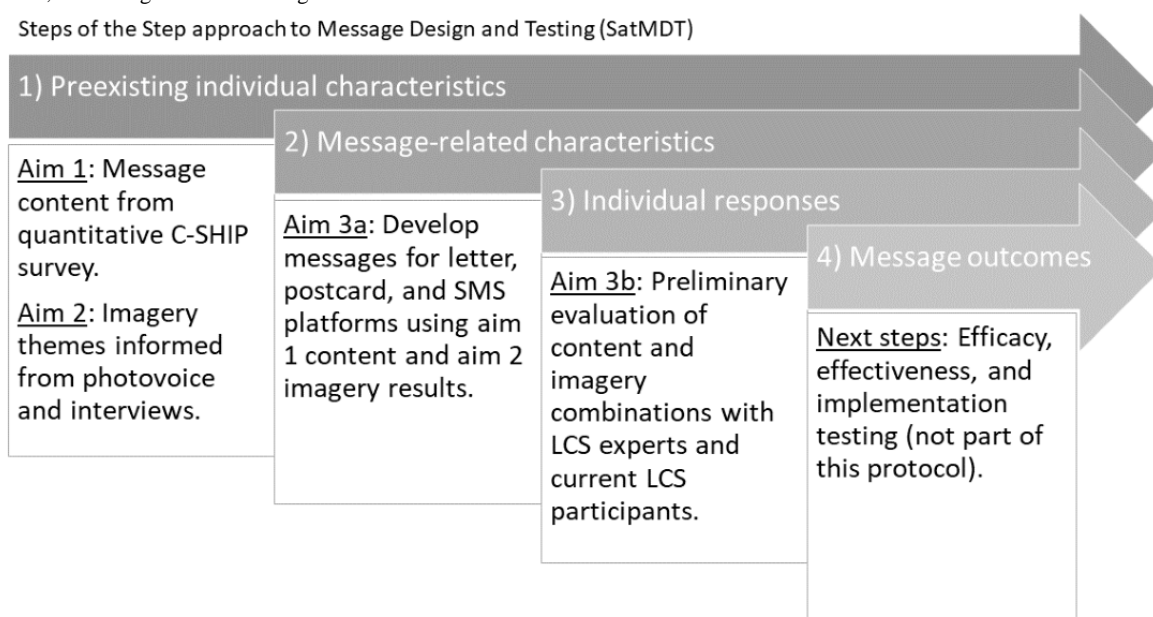 Steps of the Step approach to Message Design and Testing (SatMDT)
1) Preexisting individual characteristics
Aim 1: Message
content from
quantitative C-SHIP
survey.
Aim 2: Imagery
themes informed
from photovoice
and interviews.
2) Message-related characteristics
Aim 3a: Develop
messages for letter,
postcard, and SMS
platforms using aim
1 content and aim 2
imagery results.
3) Individual responses
Aim 3b: Preliminary
evaluation of
content and
imagery
combinations with
LCS experts and
current LCS
participants.
4) Message outcomes
Next steps: Efficacy,
effectiveness, and
implementation
testing (not part of
this protocol).